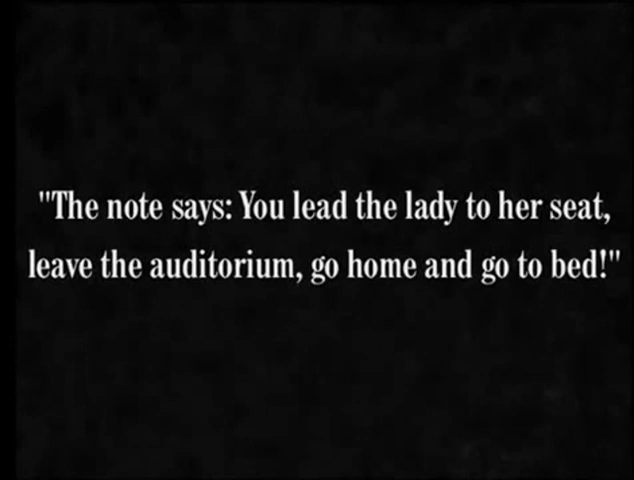 "The note says: You lead the lady to her seat,
leave the auditorium, go home and go to bed!"